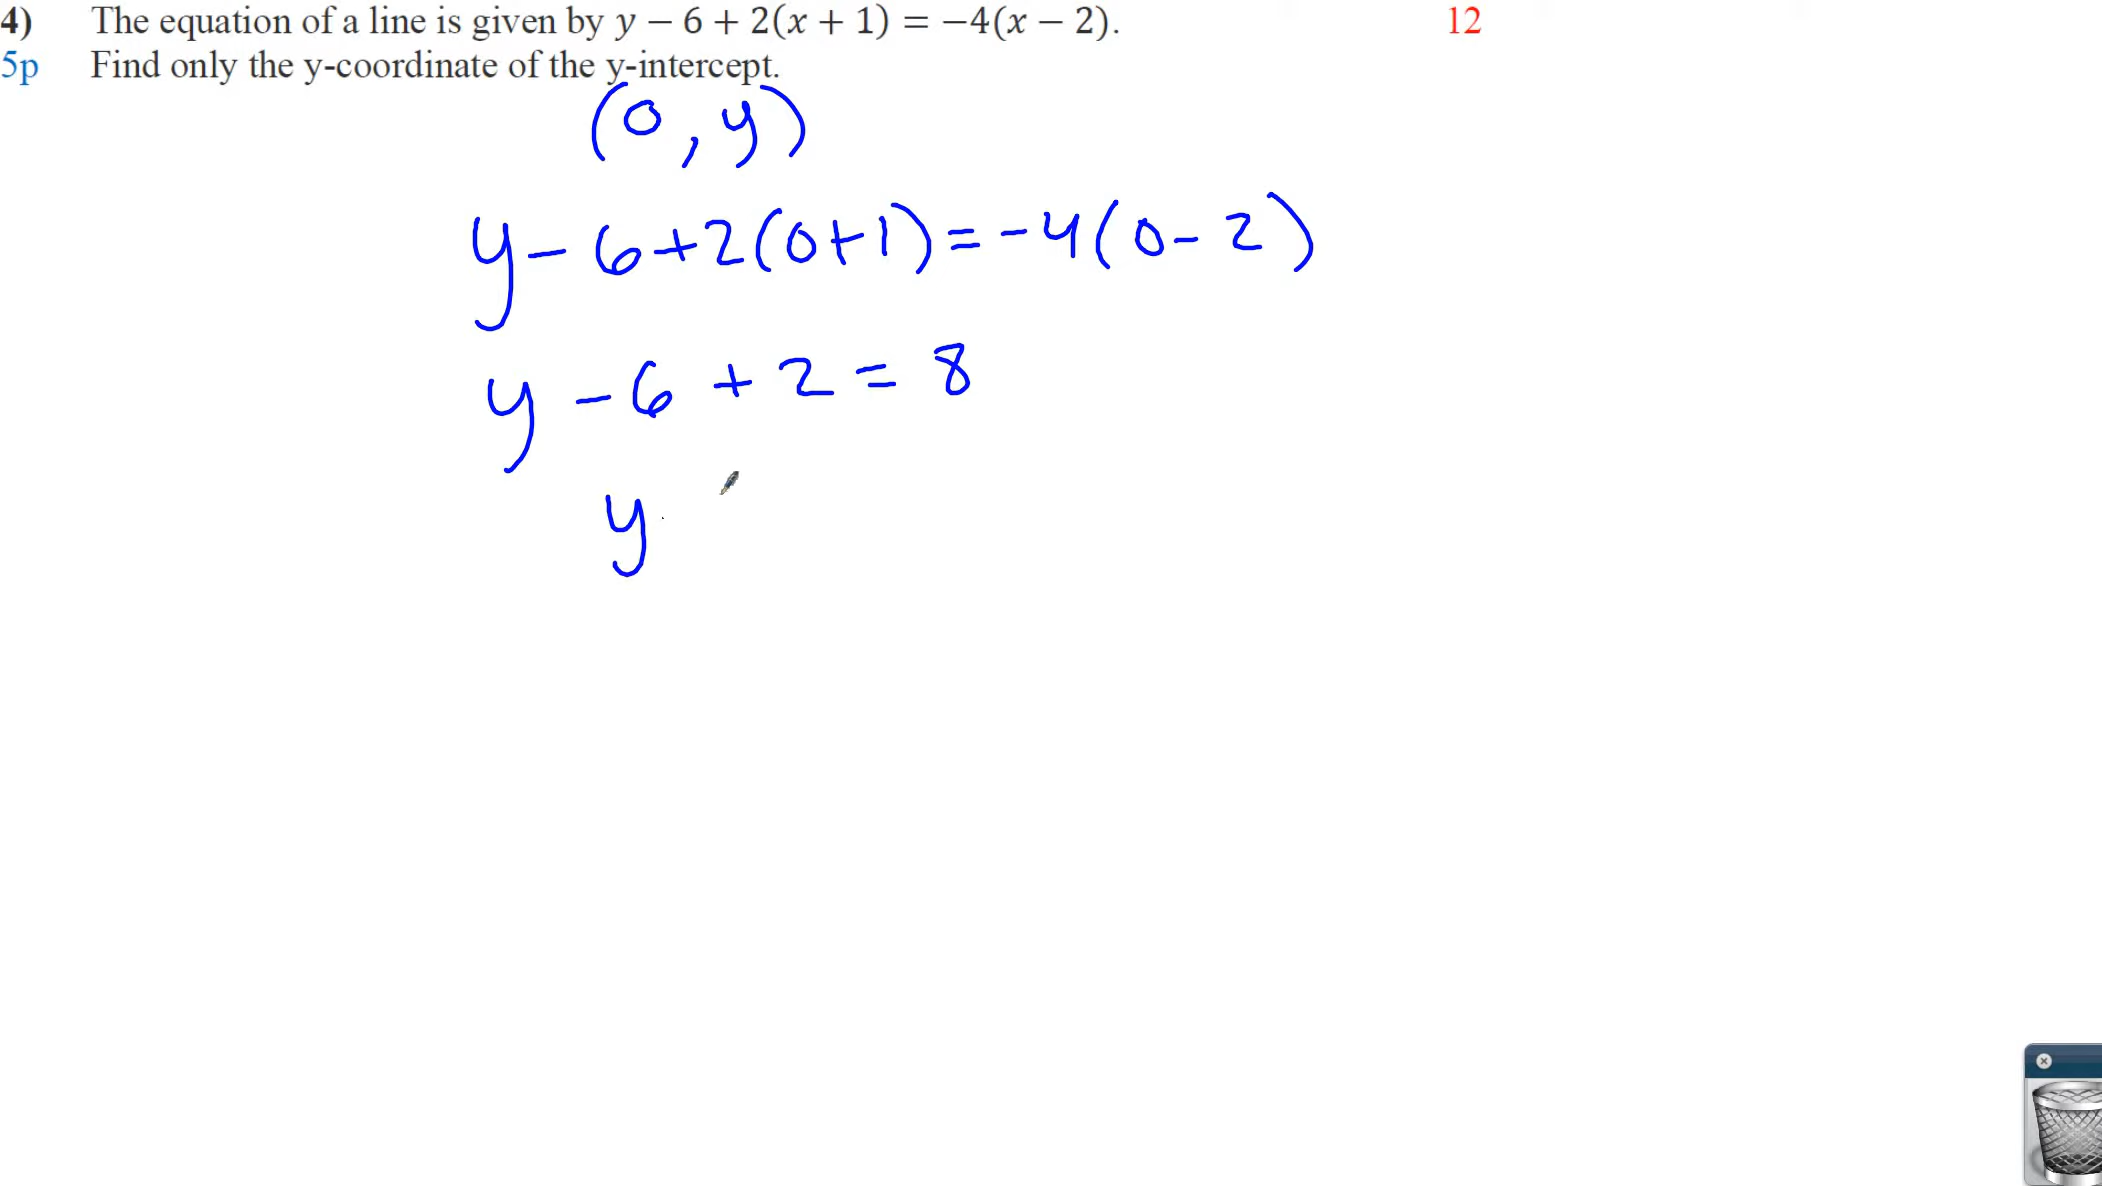 4) The equation of a line is given by y − 6 + 2(x + 1) = −4(x − 2). 12
5p Find only the y-coordinate of the y-intercept.
(0, y)
y - 6 + 2(0+1) = -4(0-2)
y - 6 + 2 = 8
y